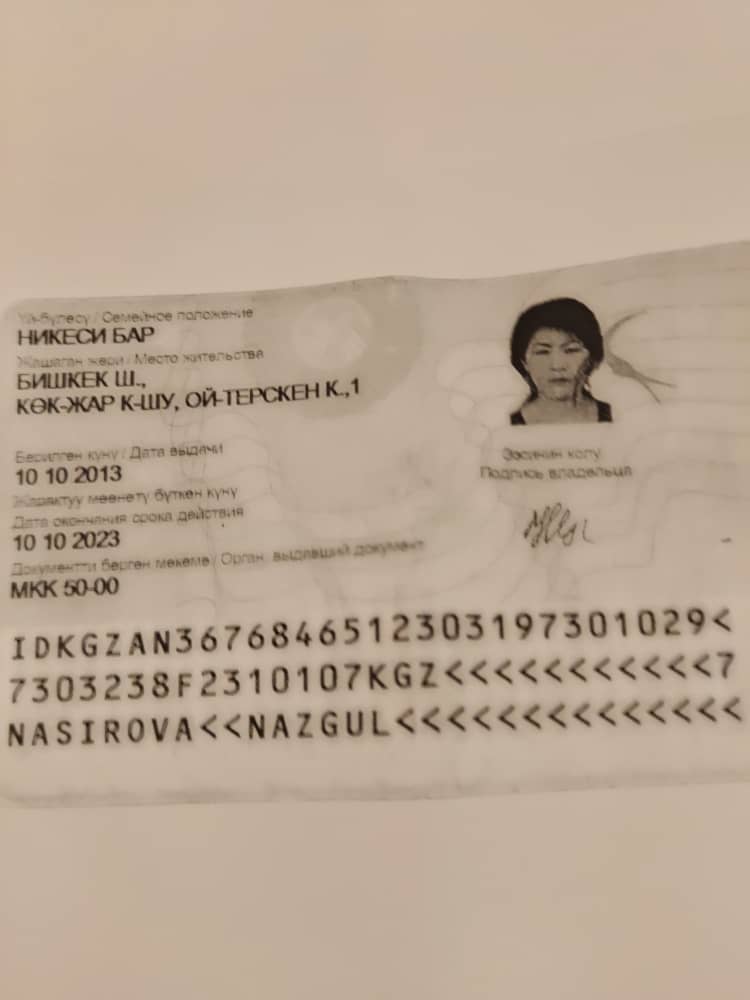 Үй-бүлөсү / Семейное положение
НИКЕСИ БАР
Жашаган жери / Место жительства
БИШКЕК Ш.,
КӨК-ЖАР К-ШУ, ОЙ-ТЕРСКЕН К.,1
Берилген күнү / Дата выдачи
10 10 2013
Жарактуу мөөнөтү бүткөн күнү
Дата окончания срока действия
10 10 2023
Документти берген мекеме / Орган, выдавший документ
МКК 50-00
Ээсинин колу
Подпись владельца
IDKGZAN3676846512303197301029<
7303238F2310107KGZ<<<<<<<<<<<7
NASIROVA<<NAZGUL<<<<<<<<<<<<<<